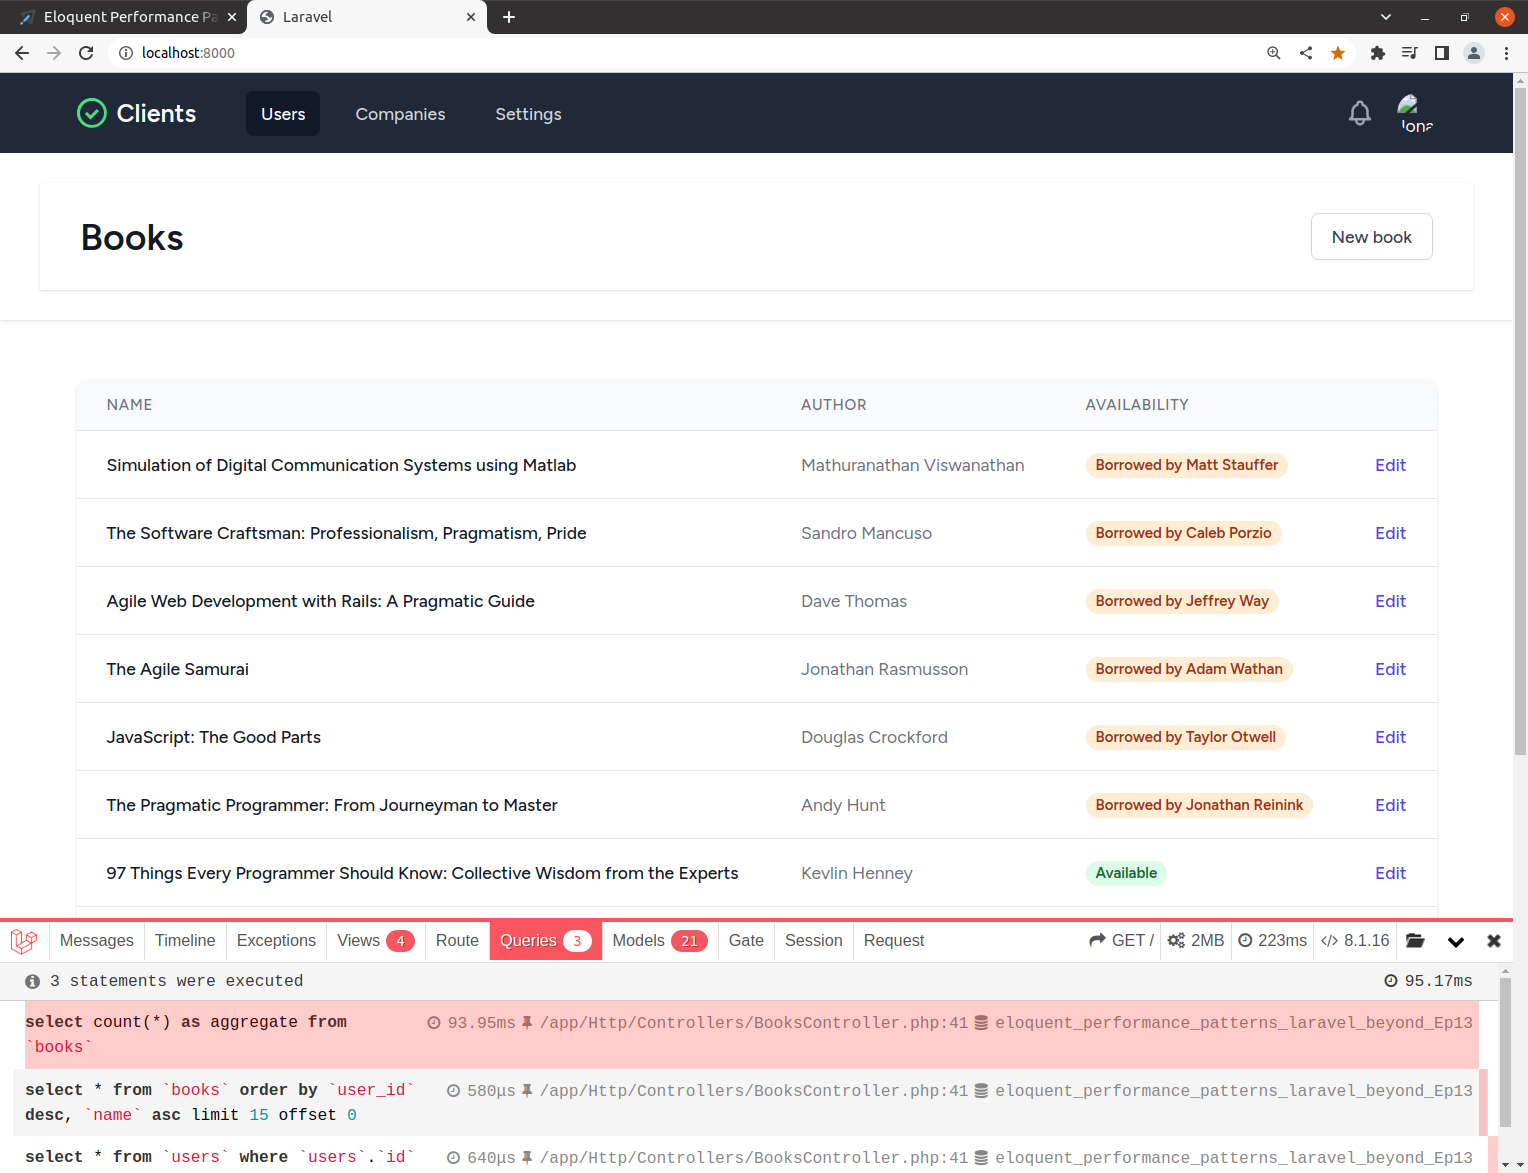 Eloquent Performance Pa
Laravel
localhost:8000
Clients
Users
Companies
Settings
Jona
Books
New book
NAME AUTHOR AVAILABILITY
Simulation of Digital Communication Systems using Matlab Mathuranathan Viswanathan Borrowed by Matt Stauffer Edit
The Software Craftsman: Professionalism, Pragmatism, Pride Sandro Mancuso Borrowed by Caleb Porzio Edit
Agile Web Development with Rails: A Pragmatic Guide Dave Thomas Borrowed by Jeffrey Way Edit
The Agile Samurai Jonathan Rasmusson Borrowed by Adam Wathan Edit
JavaScript: The Good Parts Douglas Crockford Borrowed by Taylor Otwell Edit
The Pragmatic Programmer: From Journeyman to Master Andy Hunt Borrowed by Jonathan Reinink Edit
97 Things Every Programmer Should Know: Collective Wisdom from the Experts Kevlin Henney Available Edit
Messages Timeline Exceptions Views 4 Route Queries 3 Models 21 Gate Session Request GET / 2MB 223ms 8.1.16
3 statements were executed 95.17ms
select count(*) as aggregate from 93.95ms /app/Http/Controllers/BooksController.php:41 eloquent_performance_patterns_laravel_beyond_Ep13
`books`
select * from `books` order by `user_id` 580μs /app/Http/Controllers/BooksController.php:41 eloquent_performance_patterns_laravel_beyond_Ep13
desc, `name` asc limit 15 offset 0
select * from `users` where `users`.`id` 640μs /app/Http/Controllers/BooksController.php:41 eloquent_performance_patterns_laravel_beyond_Ep13